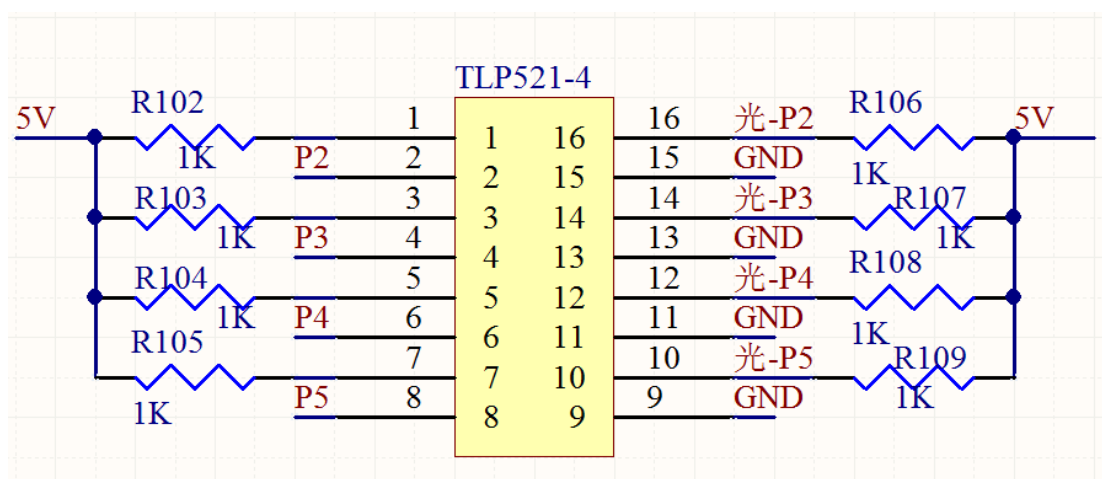 TLP521-4
R102 R106
5V 1 1 16 16 光-P2 5V
1K P2 2 2 15 15 GND 1K
R103 3 3 14 14 光-P3 R107
1K P3 4 4 13 13 GND 1K
R104 5 5 12 12 光-P4 R108
1K P4 6 6 11 11 GND 1K
R105 7 7 10 10 光-P5 R109
1K P5 8 8 9 9 GND 1K